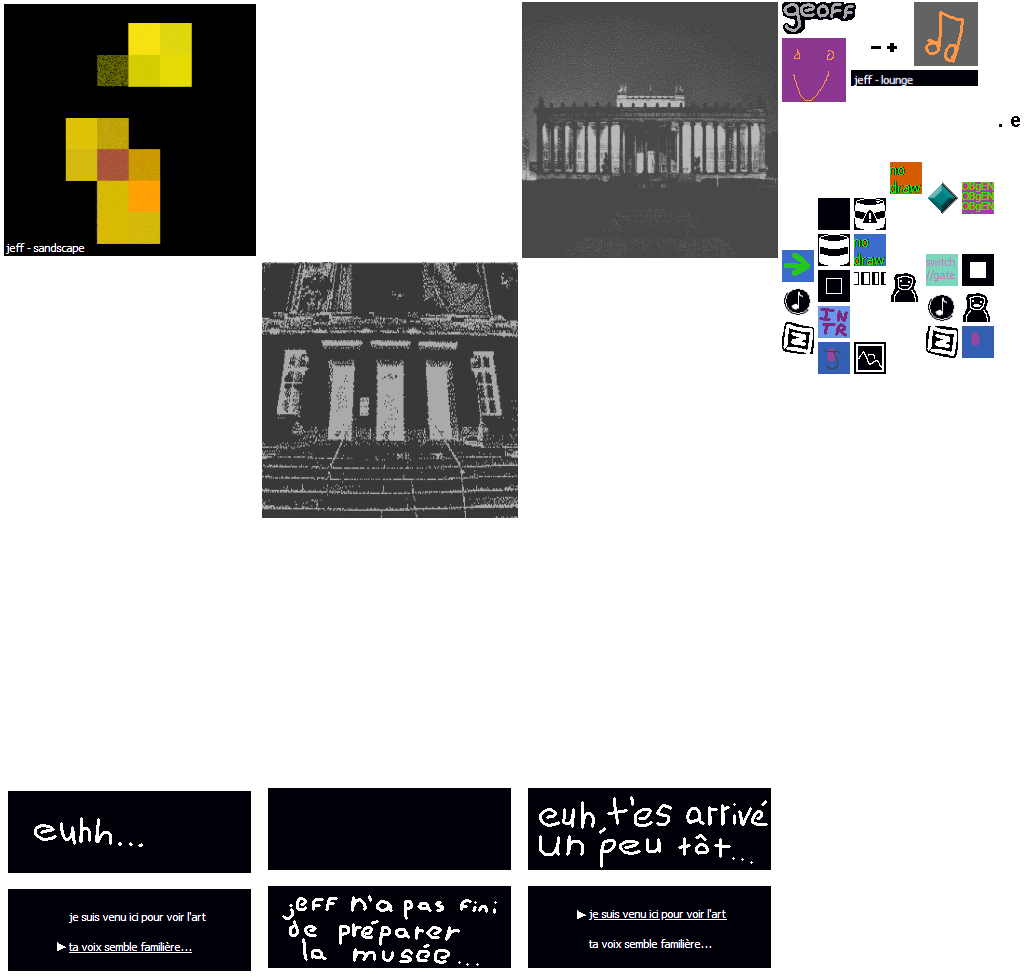 geoff
- +
jeff - lounge
. e
no
draw
OBgEN
OBgEN
OBgEN
no
draw
switch
//gate
IN
TR
jeff - sandscape
euhh...
euh, t'es arrivé
un peu tôt...
je suis venu ici pour voir l'art
▶ ta voix semble familière...
jeff n'a pas fini
de préparer
la musée...
▶ je suis venu ici pour voir l'art
ta voix semble familière...